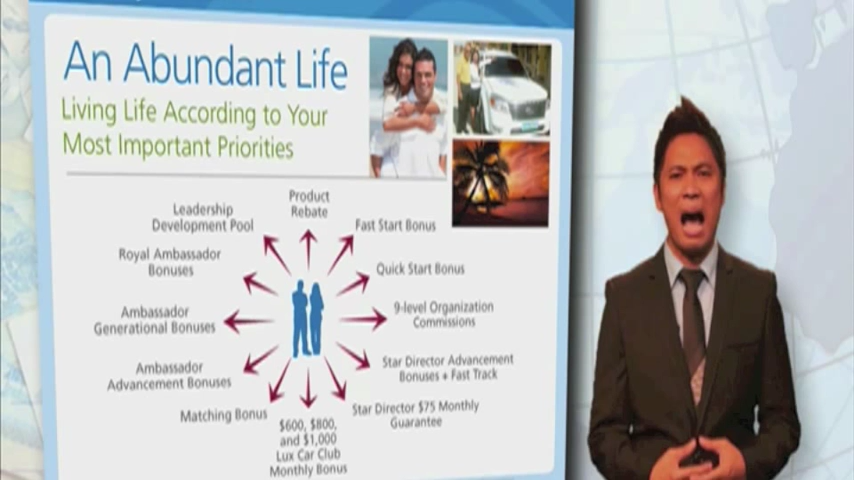 An Abundant Life
Living Life According to Your
Most Important Priorities
Product
Rebate
Leadership
Development Pool
Fast Start Bonus
Royal Ambassador
Bonuses
Quick Start Bonus
Ambassador
Generational Bonuses
9-level Organization
Commissions
Ambassador
Advancement Bonuses
Star Director Advancement
Bonuses + Fast Track
Matching Bonus
Star Director $75 Monthly
Guarantee
$600, $800,
and $1,000
Lux Car Club
Monthly Bonus